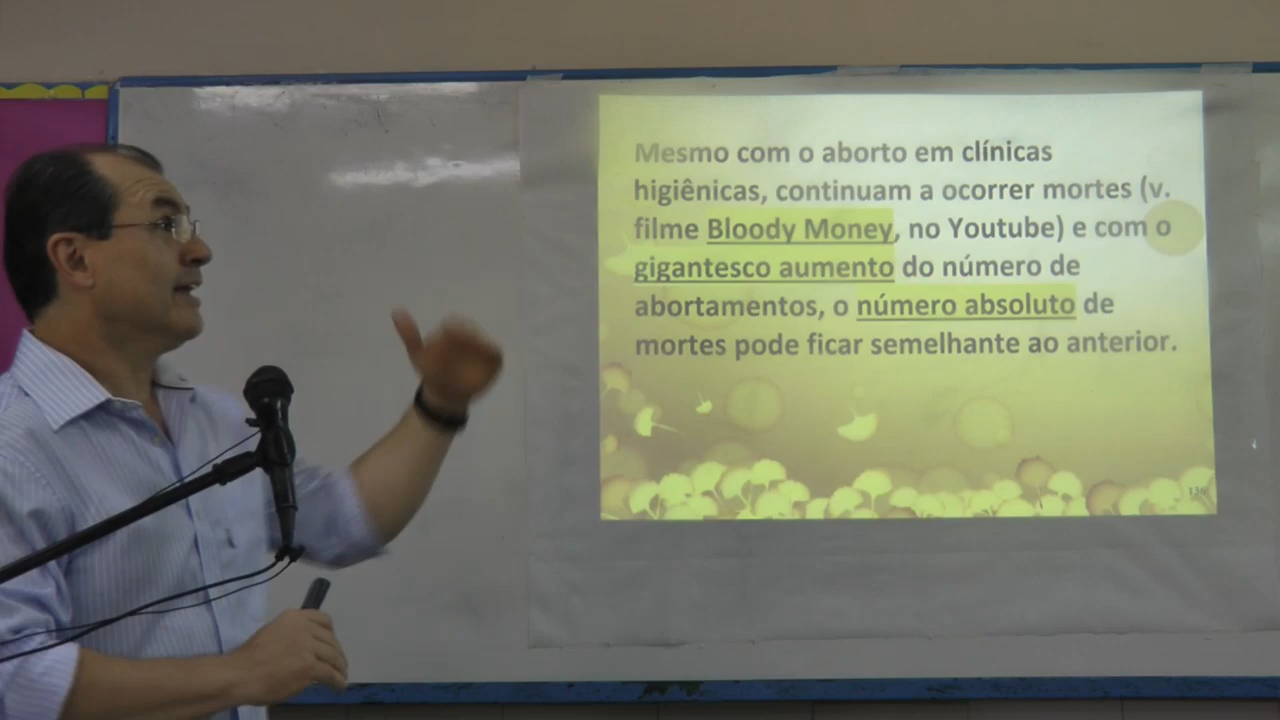 Mesmo com o aborto em clínicas
higiênicas, continuam a ocorrer mortes (v.
filme Bloody Money, no Youtube) e com o
gigantesco aumento do número de
abortamentos, o número absoluto de
mortes pode ficar semelhante ao anterior.